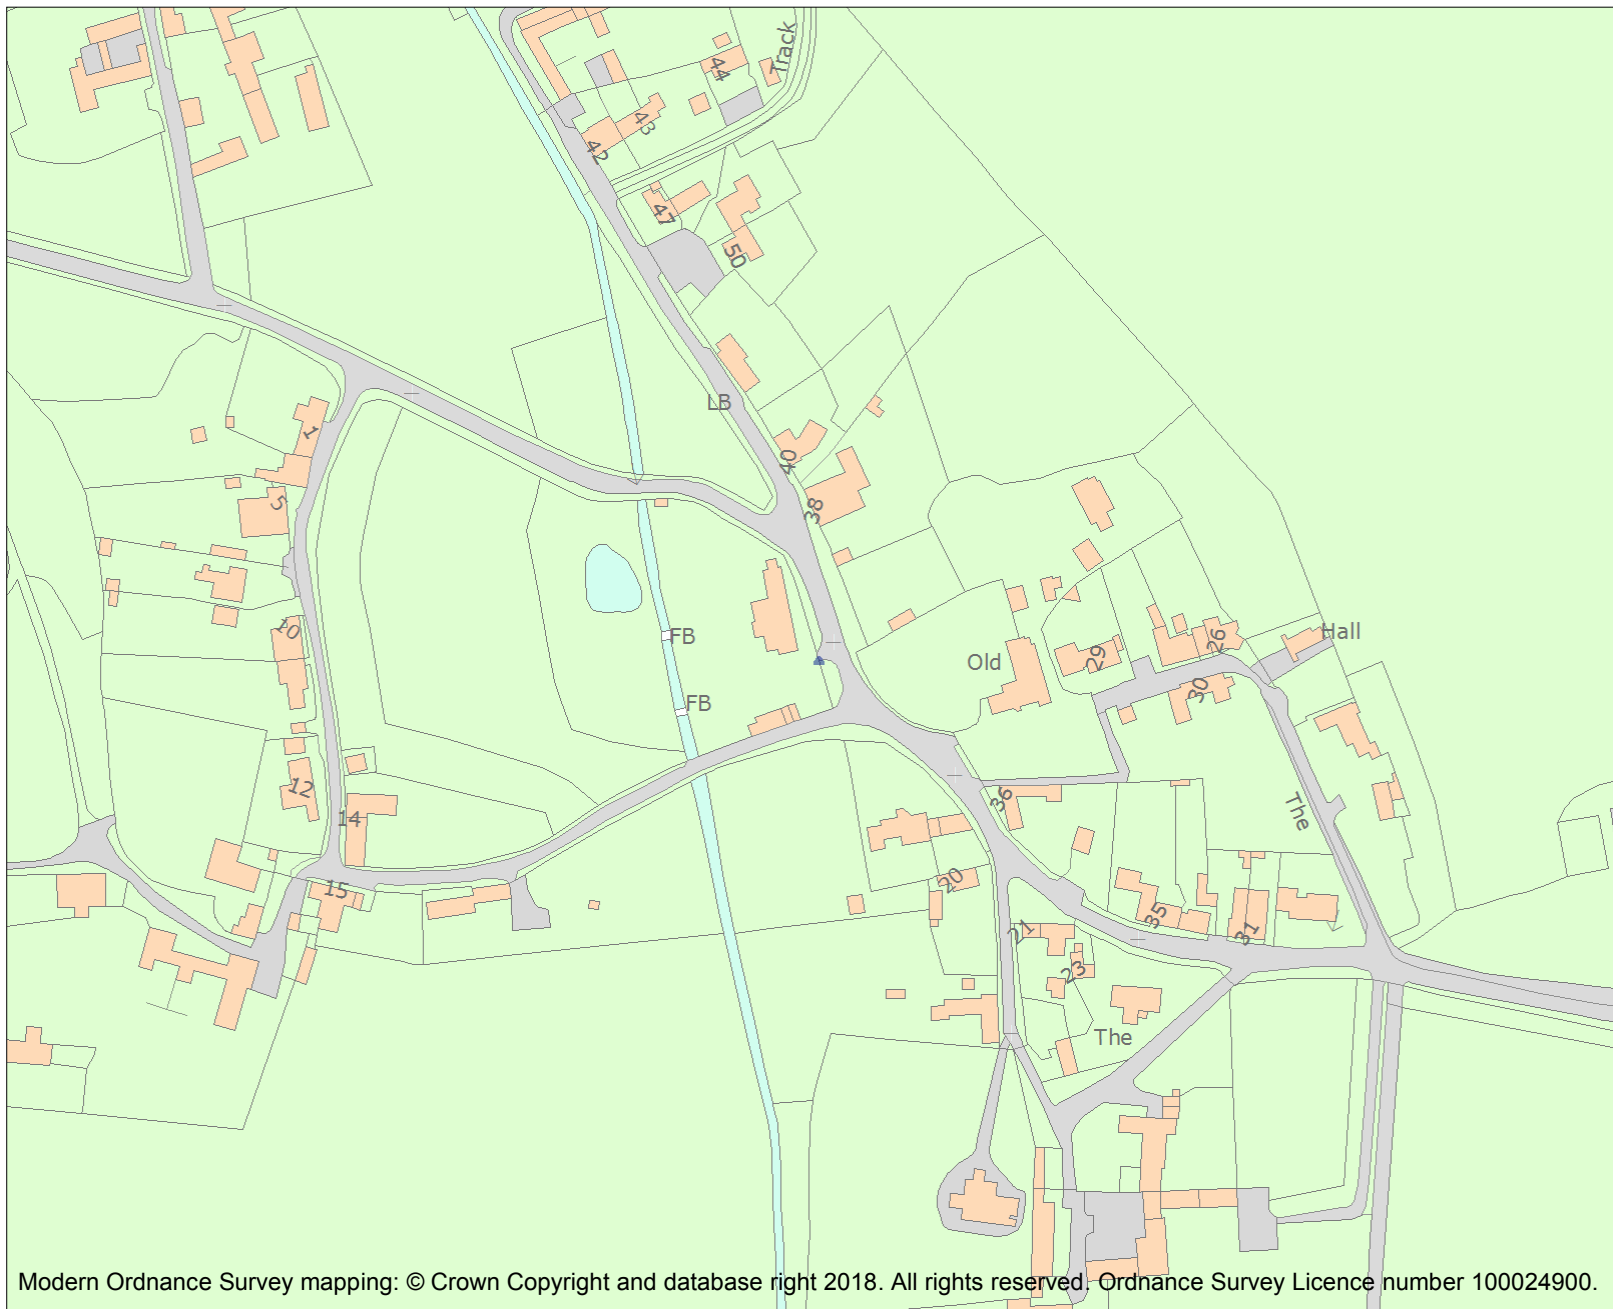 Track
44
43
42
47
50
LB
1
40
5
38
10
FB
Hall
26
29
Old
30
FB
12
36
The
14
20
15
35
31
21
23
The
Modern Ordnance Survey mapping: © Crown Copyright and database right 2018. All rights reserved. Ordnance Survey Licence number 100024900.